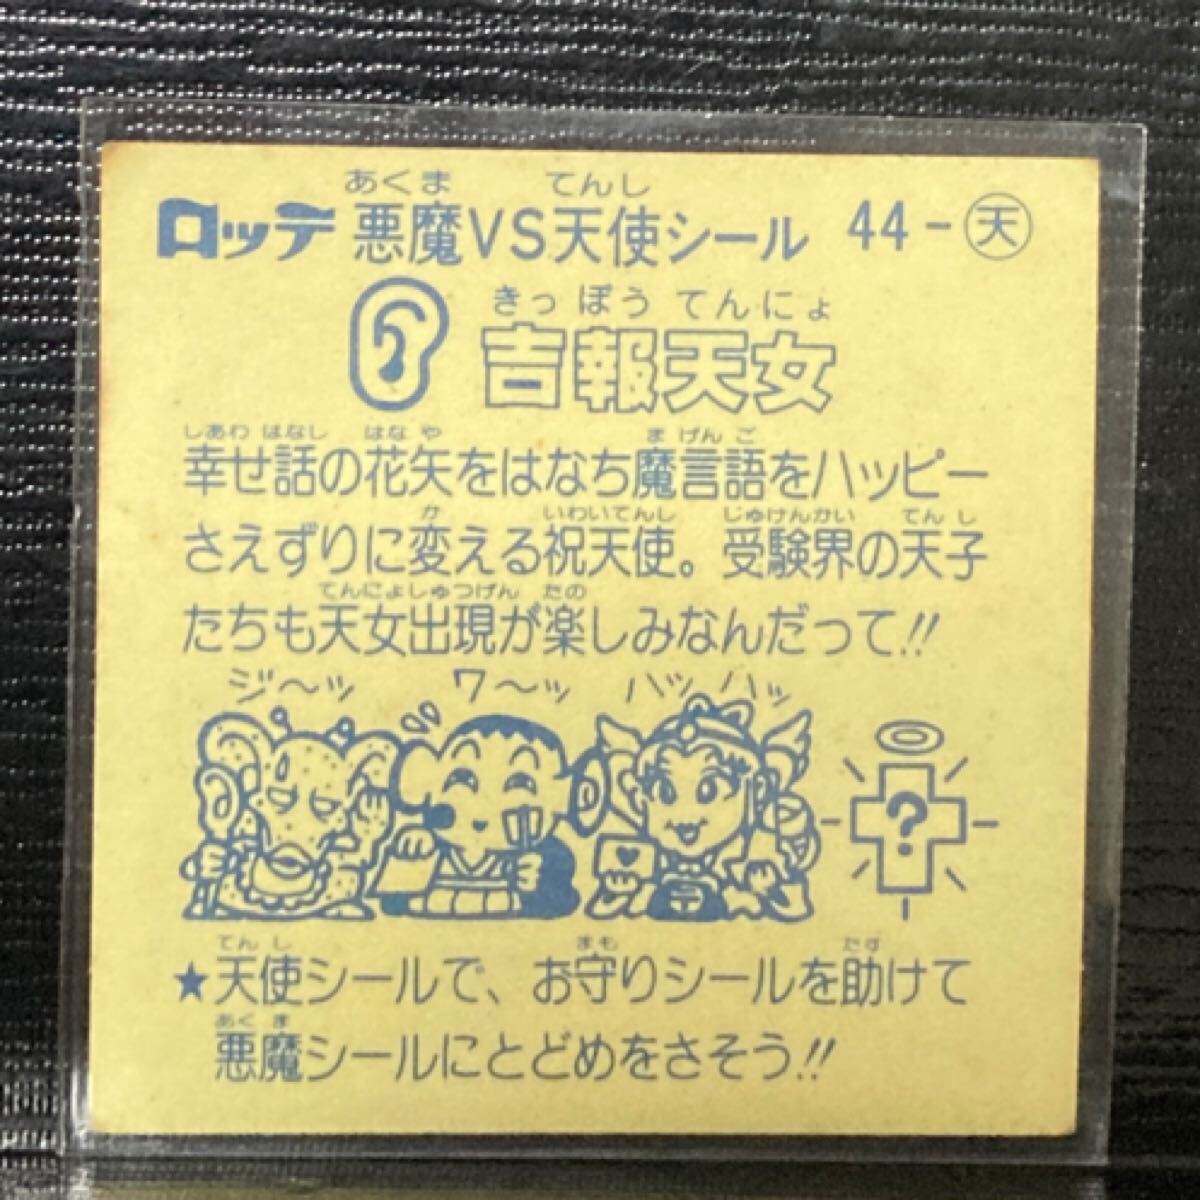 あくま てんし
ロッテ 悪魔VS天使シール 44-天
きっぽうてんにょ
吉報天女
しあわ はなし はな や ま げん ご
幸せ話の花矢をはなち魔言語をハッピー
か いわいてんし じゅけんかい てん し
さえずりに変える祝天使。受験界の天子
てんにょしゅつげん たの
たちも天女出現が楽しみなんだって!!
ジ〜ッ ワ〜ッ ハッハッ
?
てん し まも たす
★天使シールで、お守りシールを助けて
あく ま
悪魔シールにとどめをさそう!!